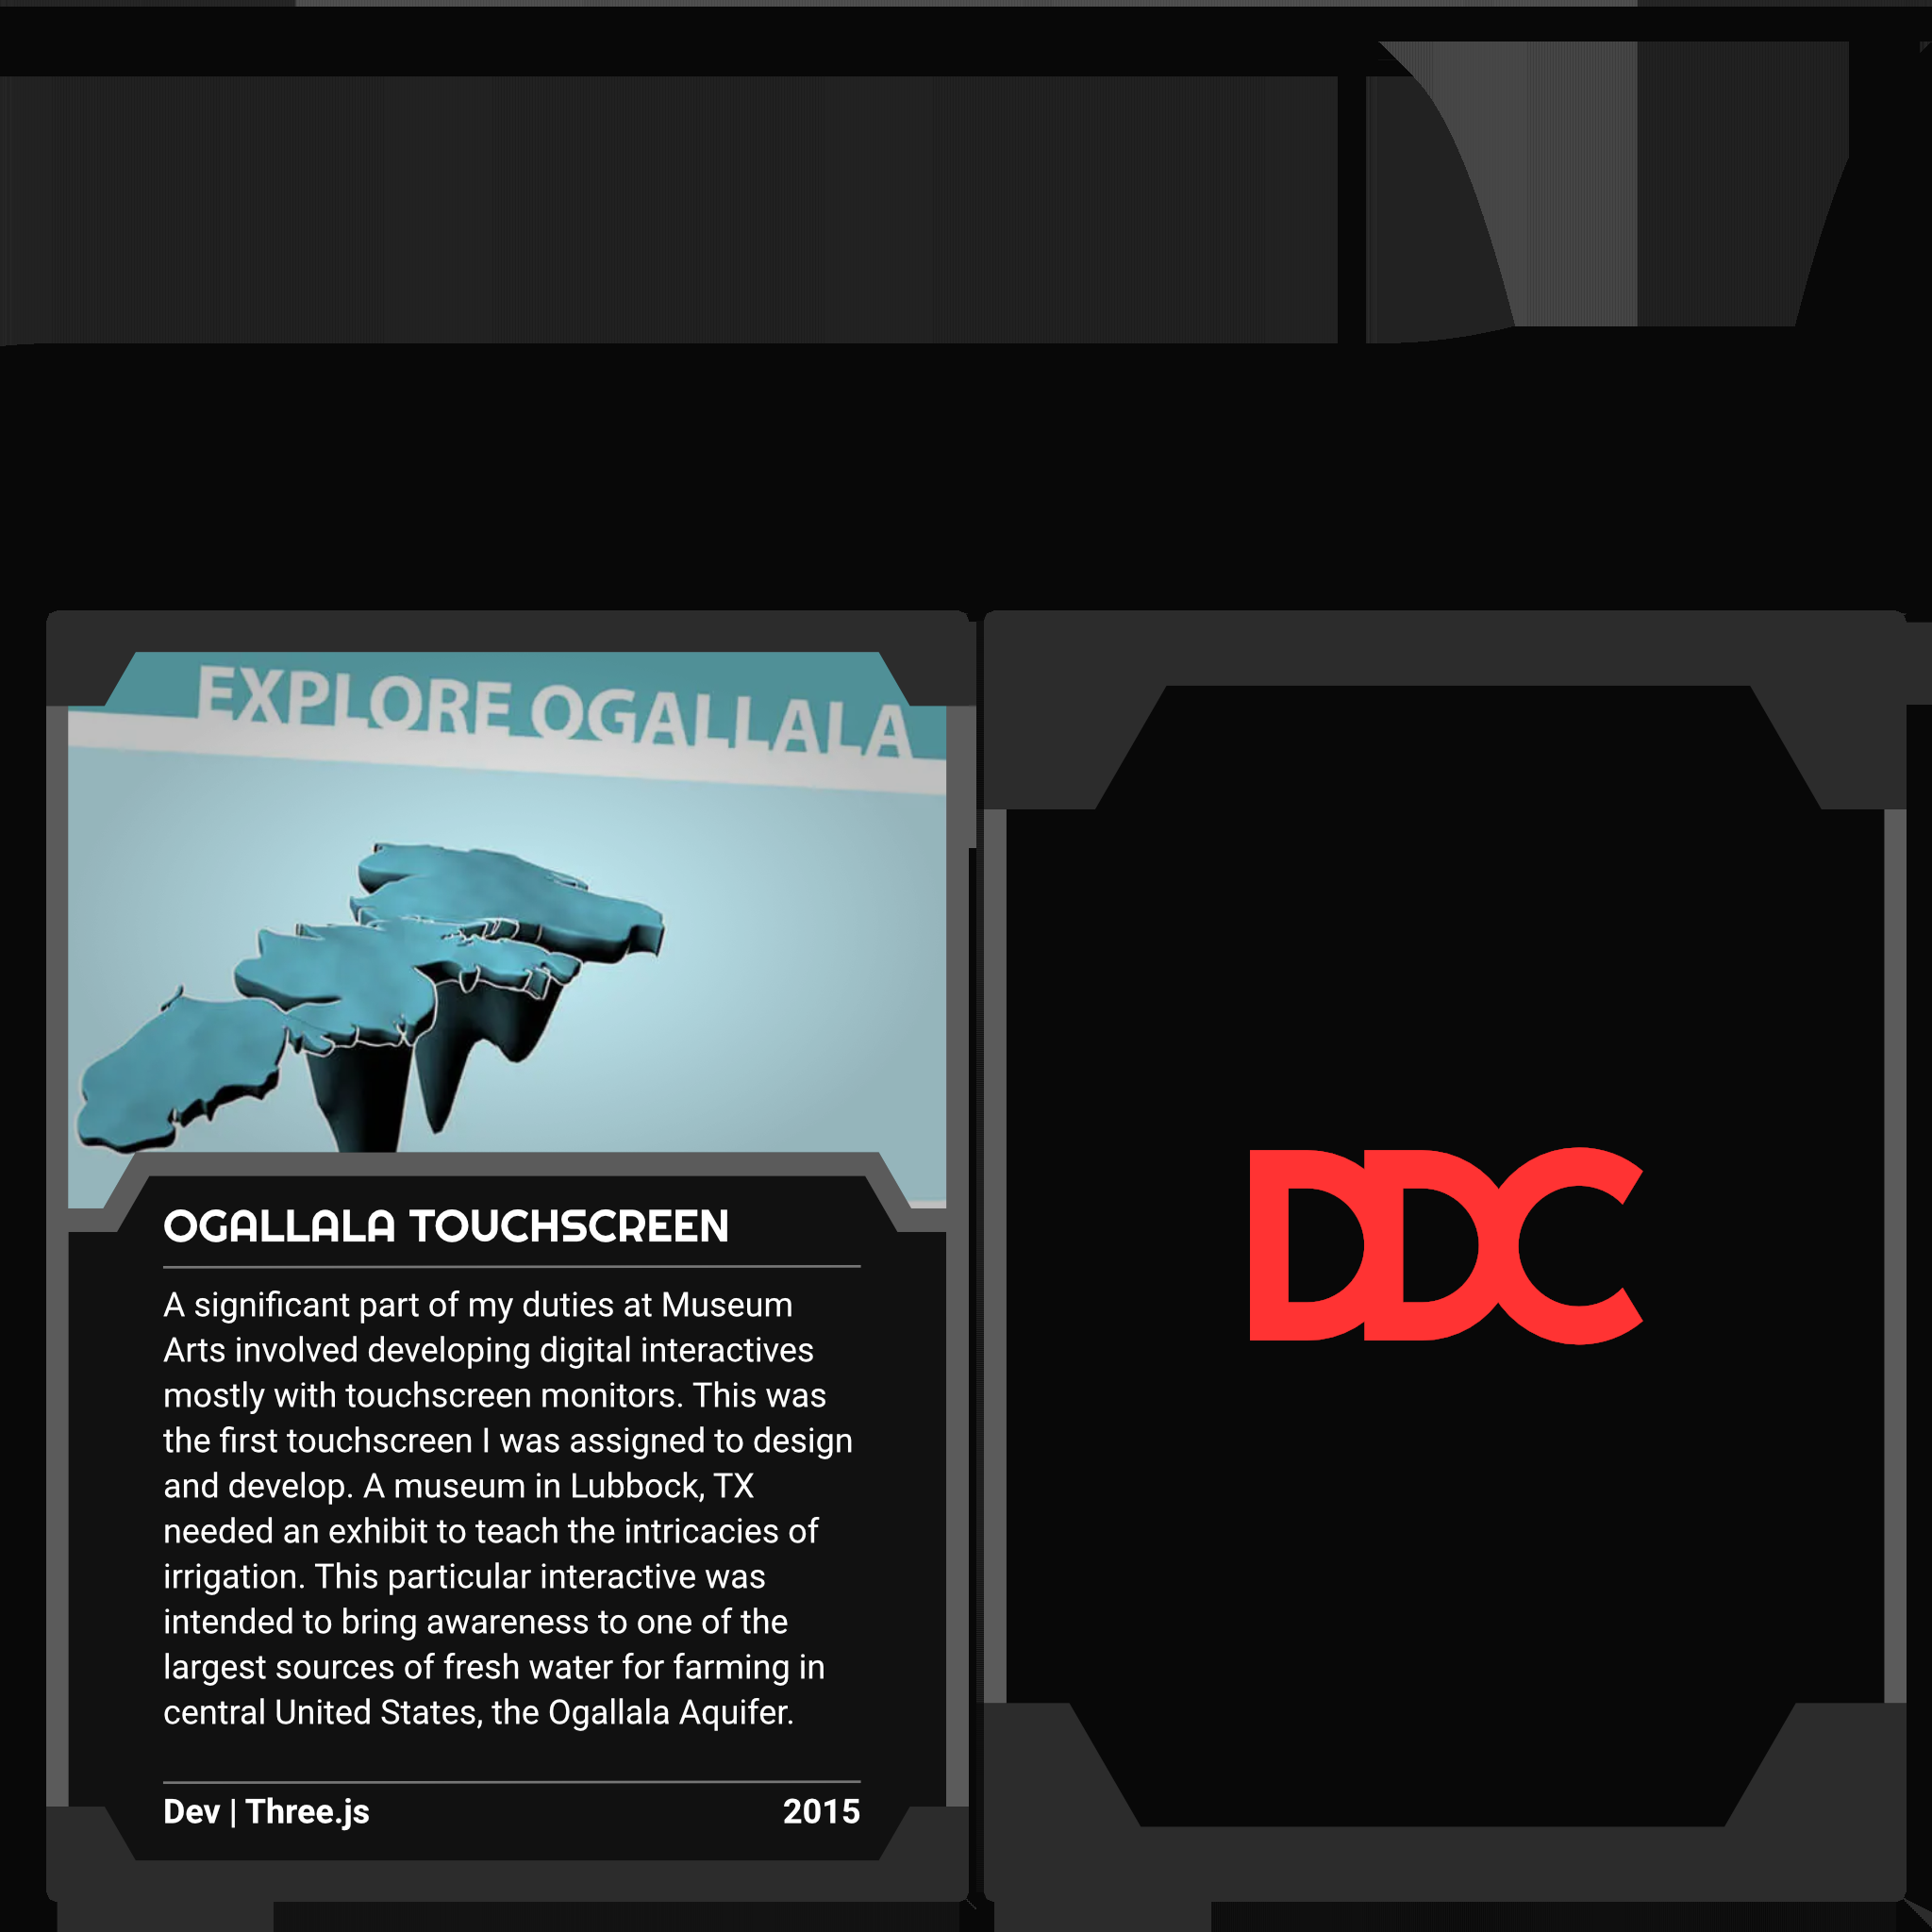 EXPLORE OGALLALA
OGALLALA TOUCHSCREEN
A significant part of my duties at Museum
Arts involved developing digital interactives
mostly with touchscreen monitors. This was
the first touchscreen I was assigned to design
and develop. A museum in Lubbock, TX
needed an exhibit to teach the intricacies of
irrigation. This particular interactive was
intended to bring awareness to one of the
largest sources of fresh water for farming in
central United States, the Ogallala Aquifer.
Dev | Three.js 2015
DDC